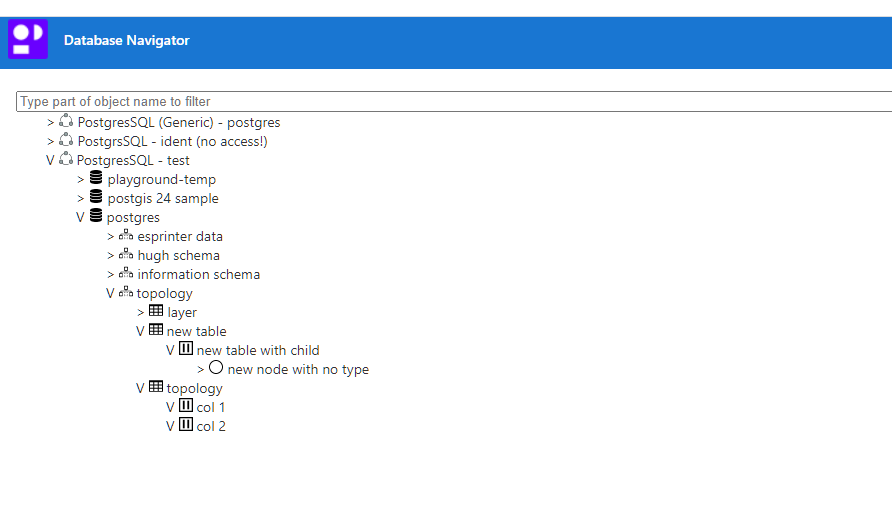 Database Navigator
Type part of object name to filter
> PostgresSQL (Generic) - postgres
> PostgrsSQL - ident (no access!)
V PostgresSQL - test
> playground-temp
> postgis 24 sample
V postgres
> esprinter data
> hugh schema
> information schema
V topology
> layer
V new table
V new table with child
> new node with no type
V topology
V col 1
V col 2